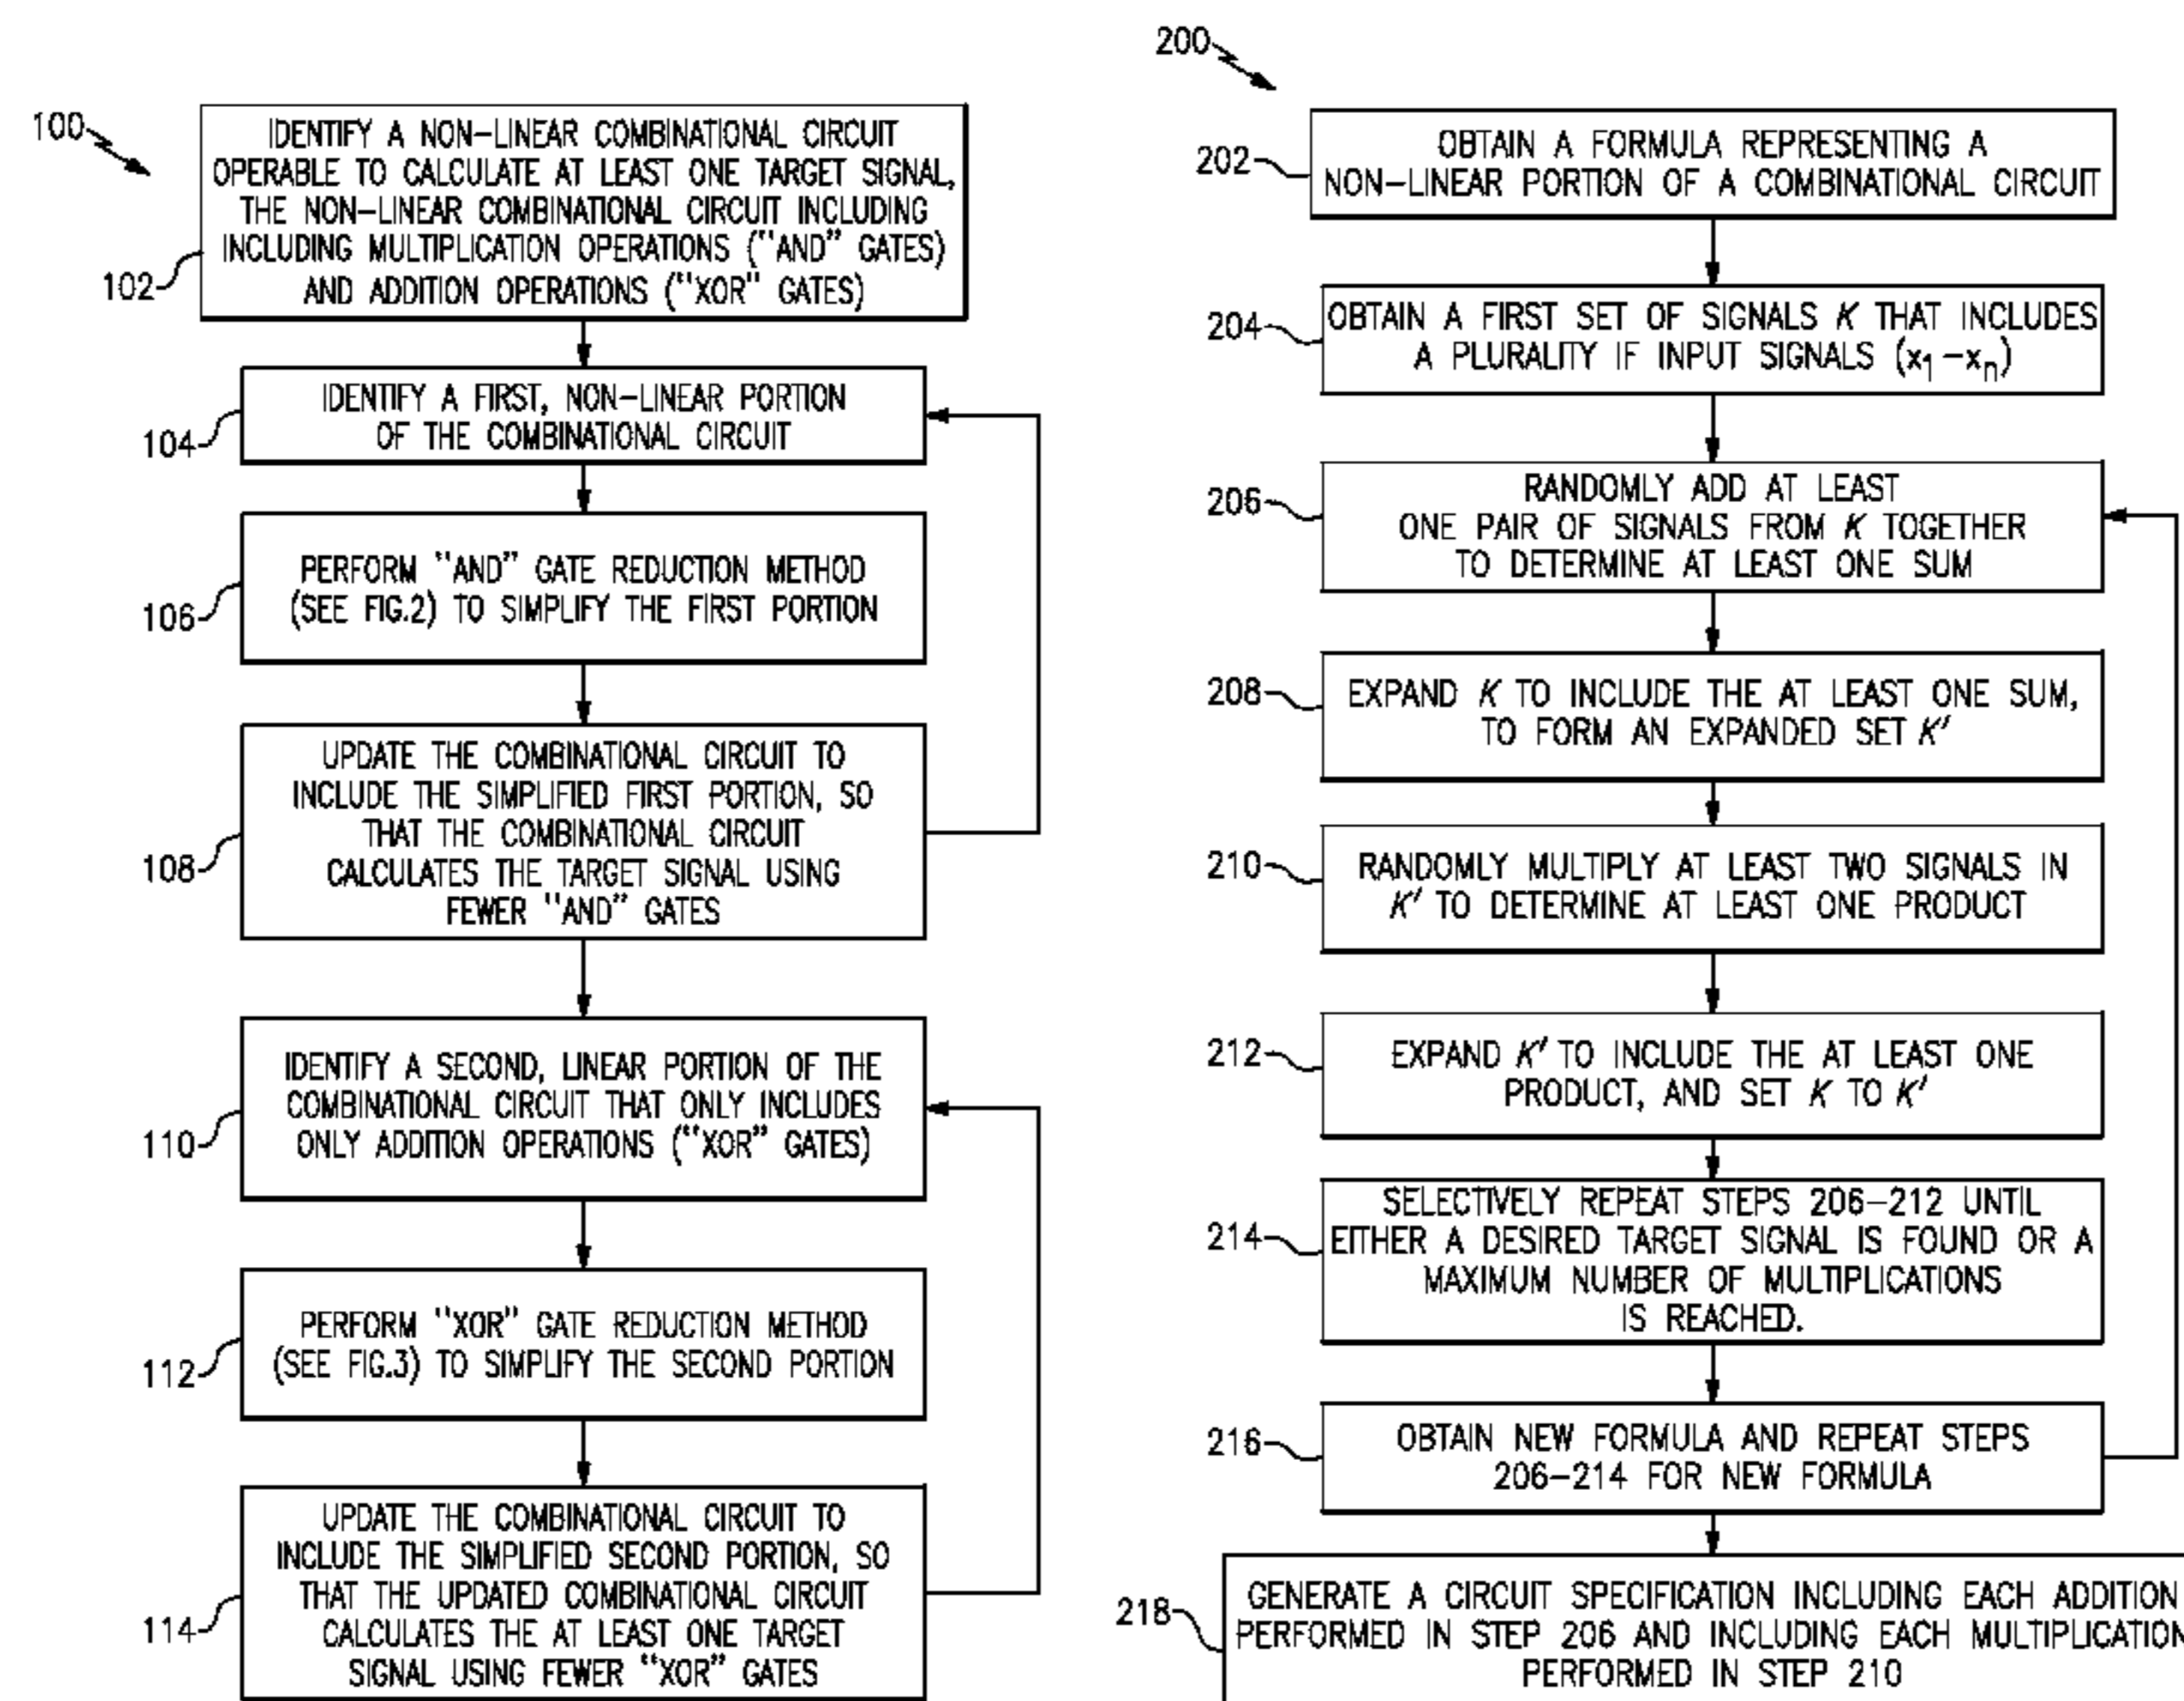 100
IDENTIFY A NON-LINEAR COMBINATIONAL CIRCUIT
OPERABLE TO CALCULATE AT LEAST ONE TARGET SIGNAL,
THE NON-LINEAR COMBINATIONAL CIRCUIT INCLUDING
INCLUDING MULTIPLICATION OPERATIONS ("AND" GATES)
AND ADDITION OPERATIONS ("XOR" GATES)
102
IDENTIFY A FIRST, NON-LINEAR PORTION
OF THE COMBINATIONAL CIRCUIT
104
PERFORM "AND" GATE REDUCTION METHOD
(SEE FIG.2) TO SIMPLIFY THE FIRST PORTION
106
UPDATE THE COMBINATIONAL CIRCUIT TO
INCLUDE THE SIMPLIFIED FIRST PORTION, SO
THAT THE COMBINATIONAL CIRCUIT
CALCULATES THE TARGET SIGNAL USING
FEWER "AND" GATES
108
IDENTIFY A SECOND, LINEAR PORTION OF THE
COMBINATIONAL CIRCUIT THAT ONLY INCLUDES
ONLY ADDITION OPERATIONS ("XOR" GATES)
110
PERFORM "XOR" GATE REDUCTION METHOD
(SEE FIG.3) TO SIMPLIFY THE SECOND PORTION
112
UPDATE THE COMBINATIONAL CIRCUIT TO
INCLUDE THE SIMPLIFIED SECOND PORTION, SO
THAT THE UPDATED COMBINATIONAL CIRCUIT
CALCULATES THE AT LEAST ONE TARGET
SIGNAL USING FEWER "XOR" GATES
114
200
202
OBTAIN A FORMULA REPRESENTING A
NON-LINEAR PORTION OF A COMBINATIONAL CIRCUIT
204
OBTAIN A FIRST SET OF SIGNALS K THAT INCLUDES
A PLURALITY IF INPUT SIGNALS (x₁-xₙ)
206
RANDOMLY ADD AT LEAST
ONE PAIR OF SIGNALS FROM K TOGETHER
TO DETERMINE AT LEAST ONE SUM
208
EXPAND K TO INCLUDE THE AT LEAST ONE SUM,
TO FORM AN EXPANDED SET K'
210
RANDOMLY MULTIPLY AT LEAST TWO SIGNALS IN
K' TO DETERMINE AT LEAST ONE PRODUCT
212
EXPAND K' TO INCLUDE THE AT LEAST ONE
PRODUCT, AND SET K TO K'
214
SELECTIVELY REPEAT STEPS 206-212 UNTIL
EITHER A DESIRED TARGET SIGNAL IS FOUND OR A
MAXIMUM NUMBER OF MULTIPLICATIONS
IS REACHED.
216
OBTAIN NEW FORMULA AND REPEAT STEPS
206-214 FOR NEW FORMULA
218
GENERATE A CIRCUIT SPECIFICATION INCLUDING EACH ADDITION
PERFORMED IN STEP 206 AND INCLUDING EACH MULTIPLICATION
PERFORMED IN STEP 210